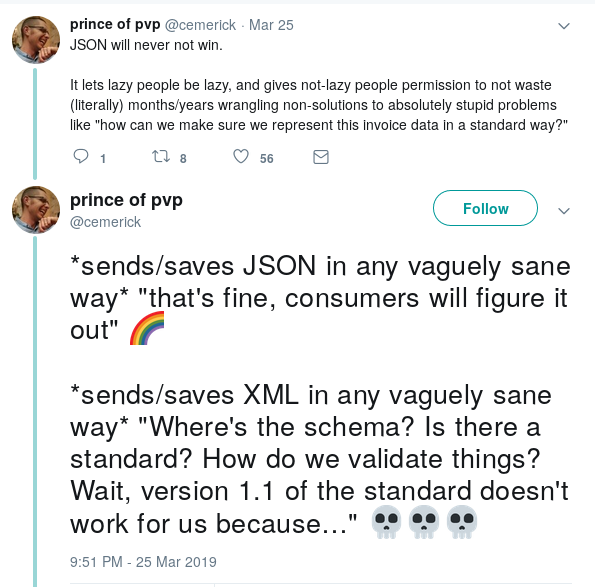 prince of pvp @cemerick · Mar 25
JSON will never not win.
It lets lazy people be lazy, and gives not-lazy people permission to not waste
(literally) months/years wrangling non-solutions to absolutely stupid problems
like "how can we make sure we represent this invoice data in a standard way?"
1 8 56
prince of pvp
@cemerick
Follow
*sends/saves JSON in any vaguely sane
way* "that's fine, consumers will figure it
out" 🌈
*sends/saves XML in any vaguely sane
way* "Where's the schema? Is there a
standard? How do we validate things?
Wait, version 1.1 of the standard doesn't
work for us because…" 💀💀💀
9:51 PM - 25 Mar 2019